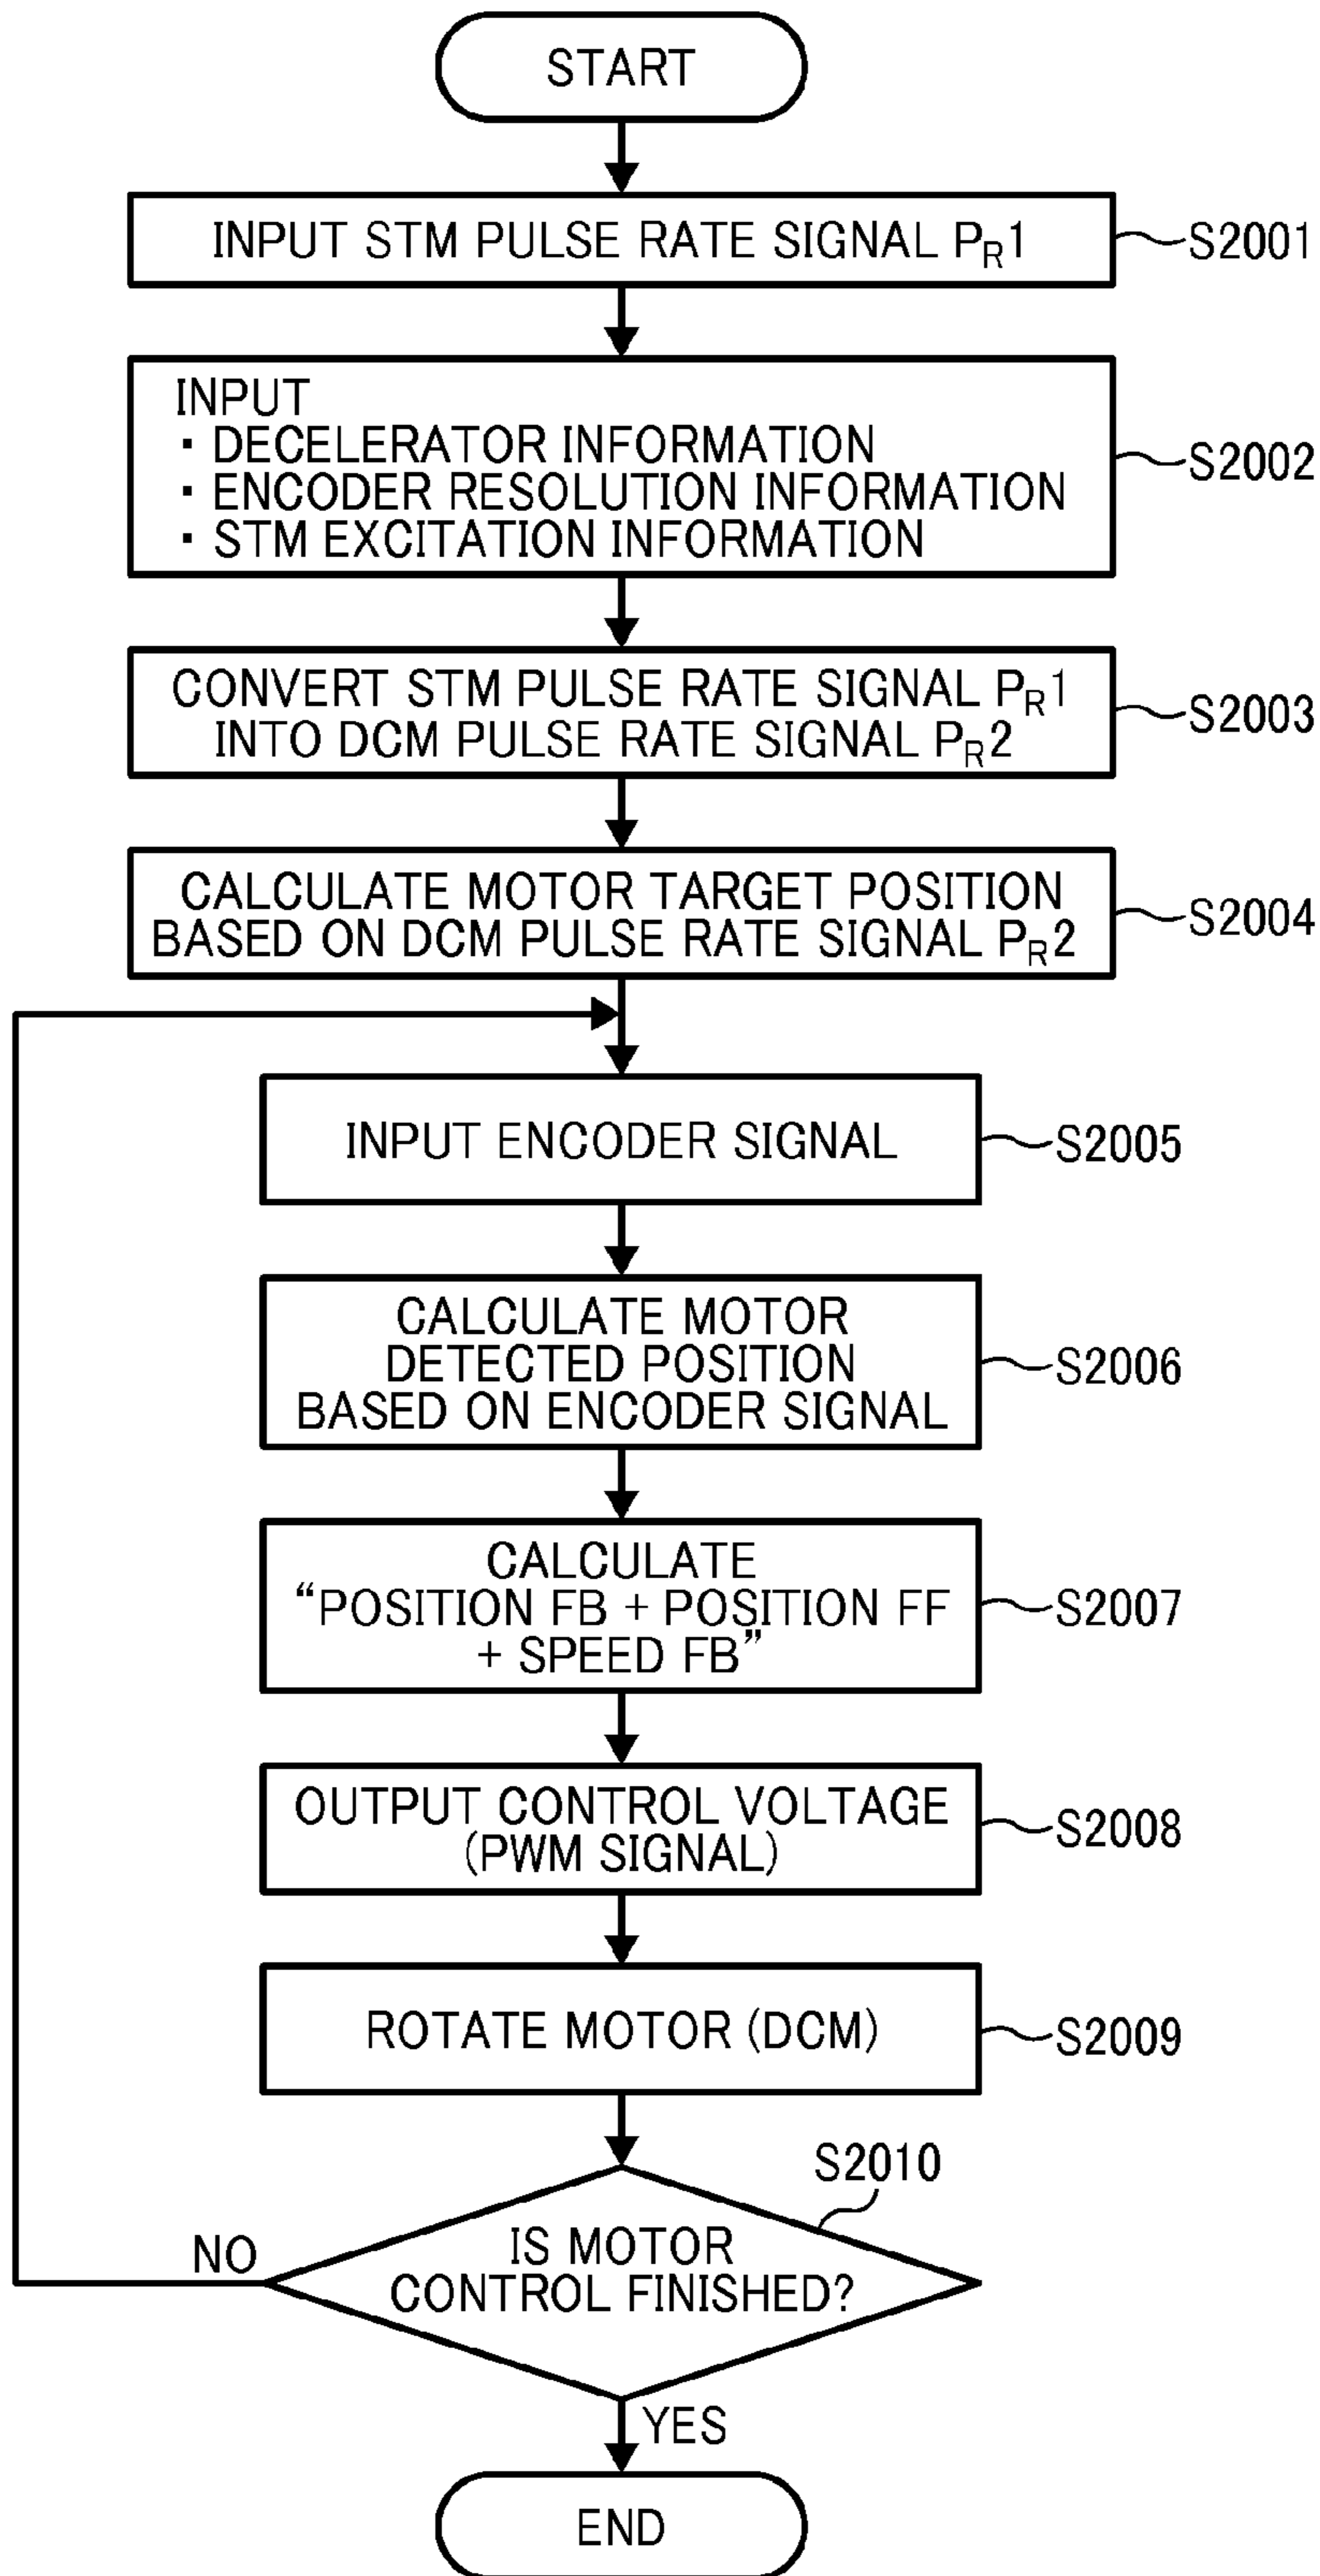 START
INPUT STM PULSE RATE SIGNAL PR1
S2001
INPUT
・DECELERATOR INFORMATION
・ENCODER RESOLUTION INFORMATION
・STM EXCITATION INFORMATION
S2002
CONVERT STM PULSE RATE SIGNAL PR1
INTO DCM PULSE RATE SIGNAL PR2
S2003
CALCULATE MOTOR TARGET POSITION
BASED ON DCM PULSE RATE SIGNAL PR2
S2004
INPUT ENCODER SIGNAL
S2005
CALCULATE MOTOR
DETECTED POSITION
BASED ON ENCODER SIGNAL
S2006
CALCULATE
“POSITION FB + POSITION FF
+ SPEED FB”
S2007
OUTPUT CONTROL VOLTAGE
(PWM SIGNAL)
S2008
ROTATE MOTOR (DCM)
S2009
S2010
IS MOTOR
CONTROL FINISHED?
NO
YES
END